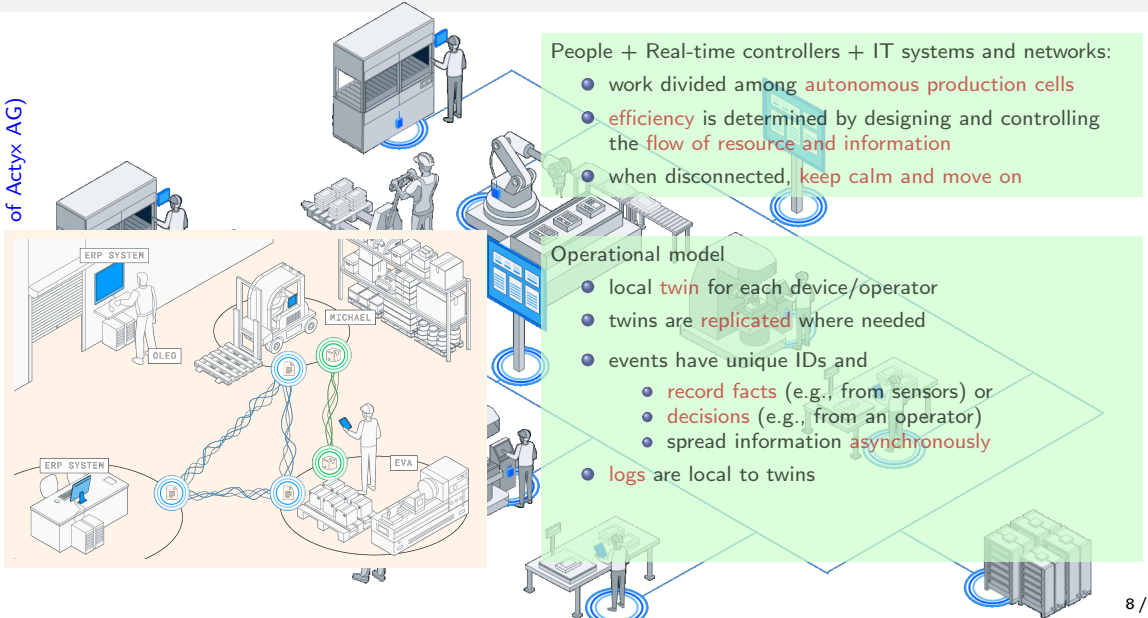 People + Real-time controllers + IT systems and networks:
work divided among autonomous production cells
efficiency is determined by designing and controlling
the flow of resource and information
when disconnected, keep calm and move on
of Actyx AG)
ERP SYSTEM
OLEG
MICHAEL
ERP SYSTEM
EVA
Operational model
local twin for each device/operator
twins are replicated where needed
events have unique IDs and
record facts (e.g., from sensors) or
decisions (e.g., from an operator)
spread information asynchronously
logs are local to twins
8 /